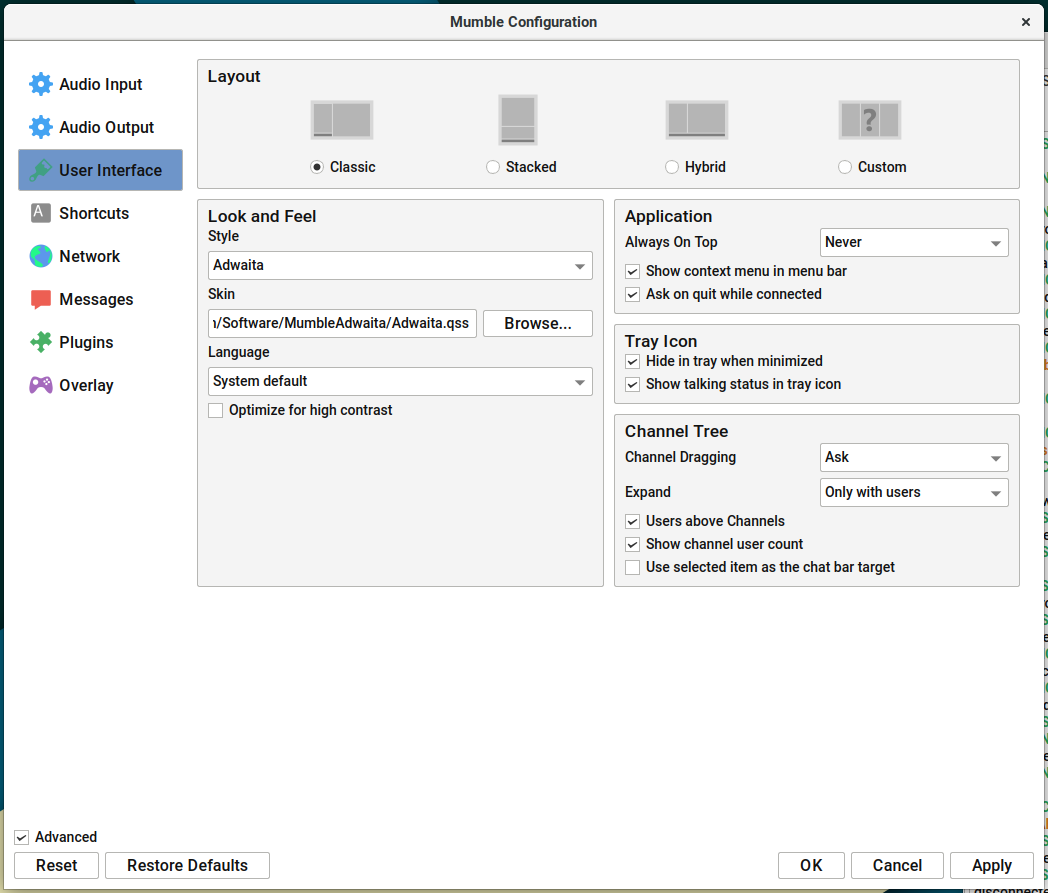 Mumble Configuration
Audio Input
Audio Output
User Interface
Shortcuts
Network
Messages
Plugins
Overlay
Layout
?
Classic
Stacked
Hybrid
Custom
Look and Feel
Style
Adwaita
Skin
/Software/MumbleAdwaita/Adwaita.qss
Browse...
Language
System default
Optimize for high contrast
Application
Always On Top
Never
Show context menu in menu bar
Ask on quit while connected
Tray Icon
Hide in tray when minimized
Show talking status in tray icon
Channel Tree
Channel Dragging
Ask
Expand
Only with users
Users above Channels
Show channel user count
Use selected item as the chat bar target
Advanced
Reset
Restore Defaults
OK
Cancel
Apply